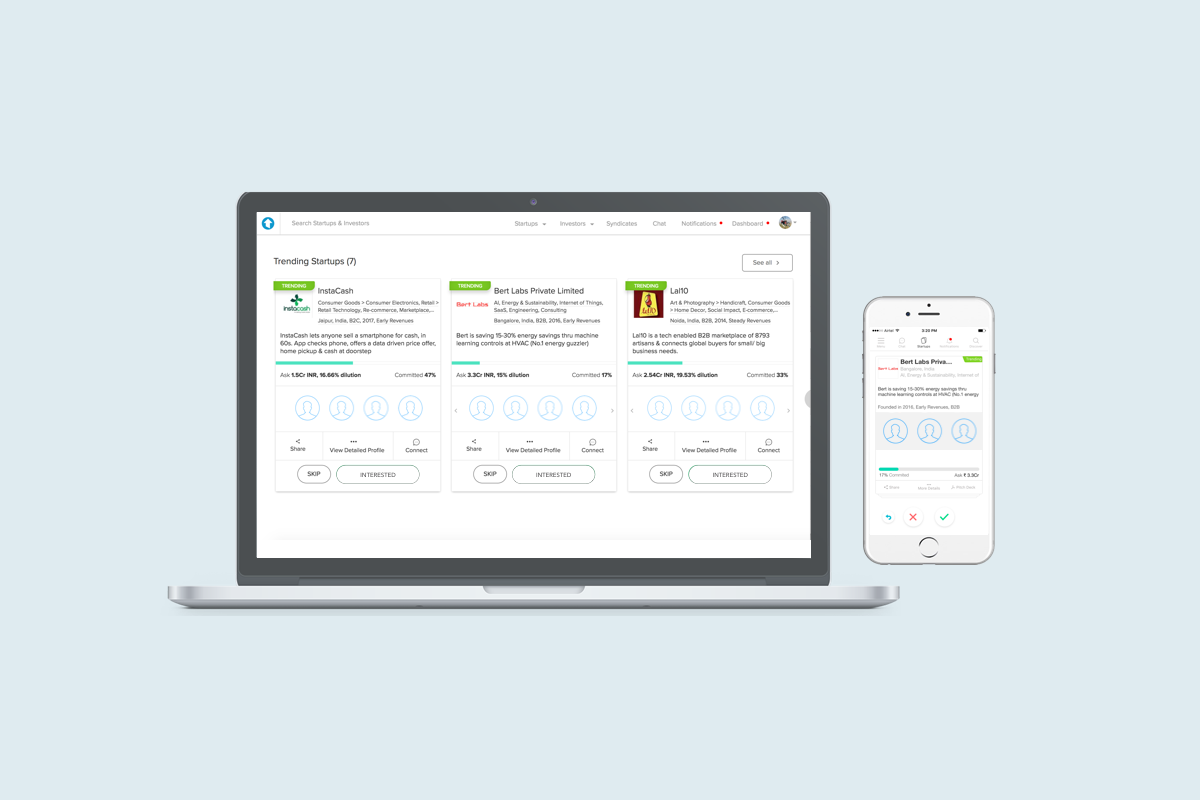 Search Startups & Investors
Startups
Investors
Syndicates
Chat
Notifications
Dashboard
Trending Startups (7)
See all >
TRENDING
instacash
InstaCash
Consumer Goods > Consumer Electronics, Retail >
Retail Technology, Re-commerce, Marketplace,...
Jaipur, India, B2C, 2017, Early Revenues
InstaCash lets anyone sell a smartphone for cash, in
60s. App checks phone, offers a data driven price offer,
home pickup & cash at doorstep
Ask 1.5Cr INR, 16.66% dilution
Committed 47%
Share
View Detailed Profile
Connect
SKIP
INTERESTED
TRENDING
Bert Labs
Bert Labs Private Limited
AI, Energy & Sustainability, Internet of Things,
SaaS, Engineering, Consulting
Bangalore, India, B2B, 2016, Early Revenues
Bert is saving 15-30% energy savings thru machine
learning controls at HVAC (No.1 energy guzzlier)
Ask 3.3Cr INR, 15% dilution
Committed 17%
Share
View Detailed Profile
Connect
SKIP
INTERESTED
TRENDING
Lal10
Lal10
Art & Photography > Handicraft, Consumer Goods
> Home Decor, Social Impact, E-commerce,...
Noida, India, B2B, 2014, Steady Revenues
Lal10 is a tech enabled B2B marketplace of 8793
artisans & connects global buyers for small/ big
business needs.
Ask 2.54Cr INR, 19.53% dilution
Committed 33%
Share
View Detailed Profile
Connect
SKIP
INTERESTED
Airtel
3:25 PM
Menu
Chat
Startups
Trending
Bert Labs
Bert Labs Priva...
Bangalore, India
AI, Energy & Sustainability, Internet of
Bert is saving 15-30% energy savings thru
machine learning controls at HVAC (No.1 energy
Founded in 2016, Early Revenues, B2B
17% Committed
Ask ₹ 3.3Cr
Share
More Details
Pitch Deck